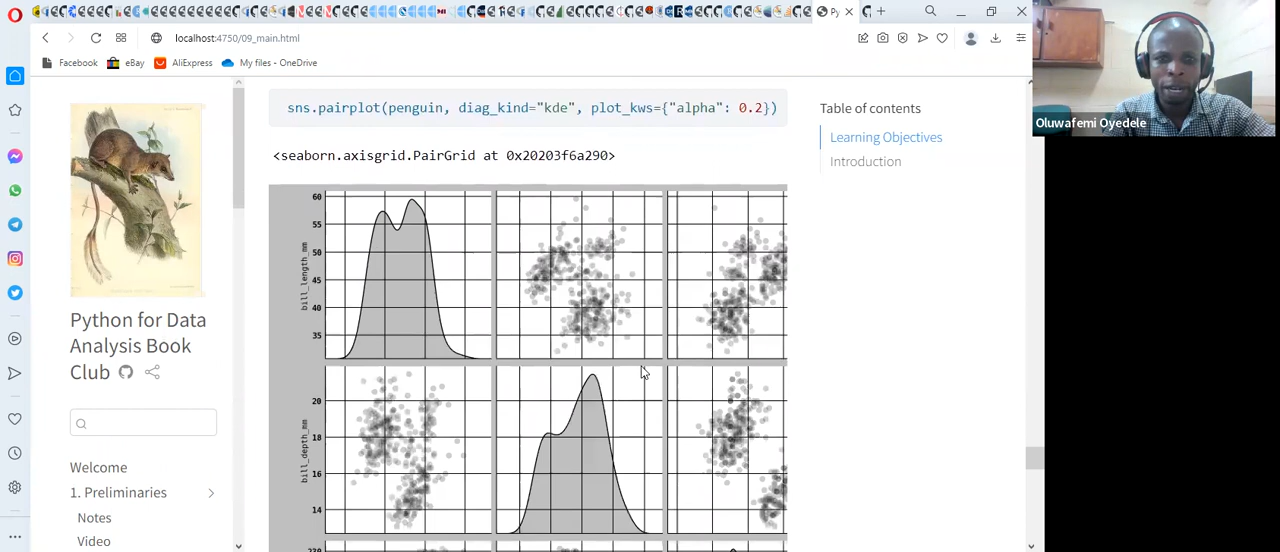 Py
localhost:4750/09_main.html
Facebook
eBay
AliExpress
My files - OneDrive
sns.pairplot(penguin, diag_kind="kde", plot_kws={"alpha": 0.2})
<seaborn.axisgrid.PairGrid at 0x20203f6a290>
Table of contents
Learning Objectives
Introduction
Oluwafemi Oyedele
Python for Data
Analysis Book
Club
Welcome
1. Preliminaries
Notes
Video
60
55
50
45
40
35
bill_length_mm
20
18
16
14
bill_depth_mm
230